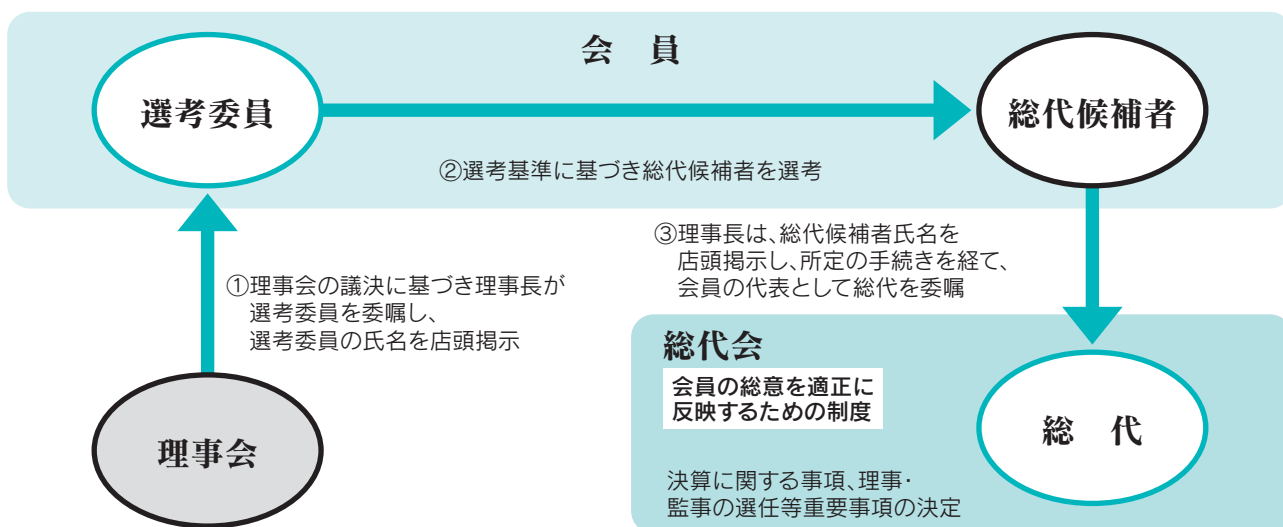 会 員
選考委員
総代候補者
②選考基準に基づき総代候補者を選考
①理事会の議決に基づき理事長が
選考委員を委嘱し、
選考委員の氏名を店頭掲示
③理事長は、総代候補者氏名を
店頭掲示し、所定の手続きを経て、
会員の代表として総代を委嘱
理事会
総代会
会員の総意を適正に
反映するための制度
総 代
決算に関する事項、理事・
監事の選任等重要事項の決定